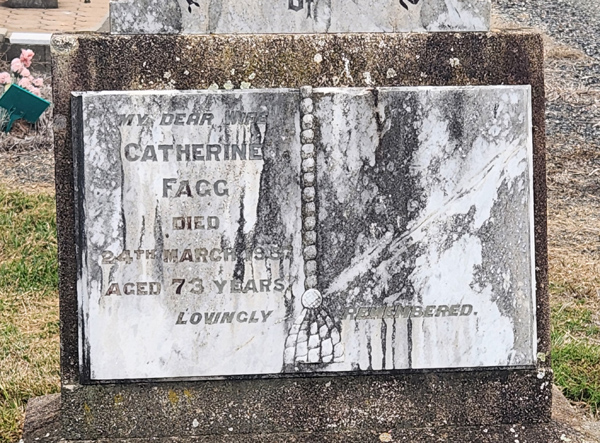 MY DEAR WIFE
CATHERINE
FAGG
DIED
24TH MARCH
AGED 73 YEARS.
LOVINGLY REMEMBERED.